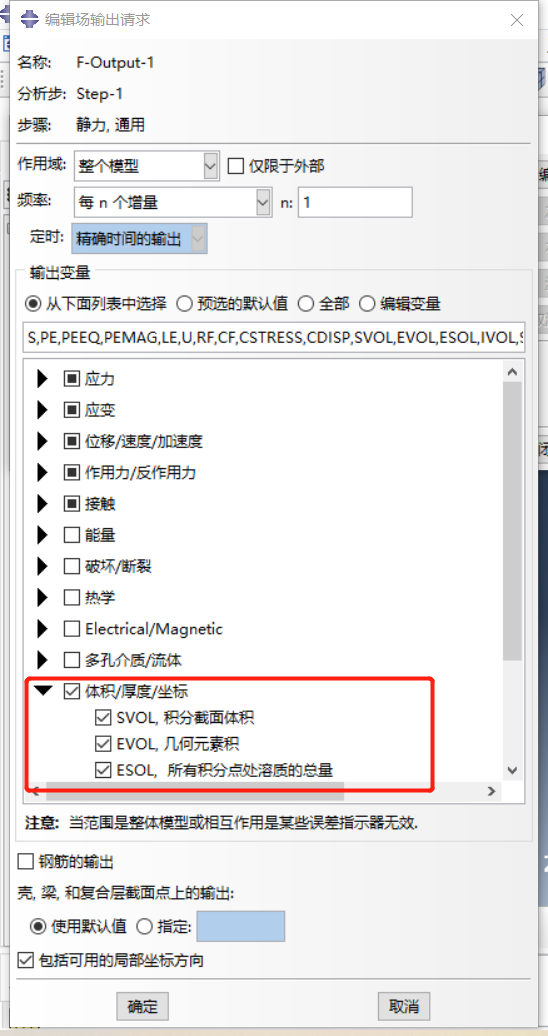 编辑场输出请求
名称: F-Output-1
分析步: Step-1
步骤: 静力, 通用
作用域: 整个模型 仅限于外部
频率: 每 n 个增量 n: 1
定时: 精确时间的输出
输出变量
从下面列表中选择 预选的默认值 全部 编辑变量
S,PE,PEEQ,PEMAG,LE,U,RF,CF,CSTRESS,CDISP,SVOL,EVOL,ESOL,IVOL,S
应力
应变
位移/速度/加速度
作用力/反作用力
接触
能量
破坏/断裂
热学
Electrical/Magnetic
多孔介质/流体
体积/厚度/坐标
SVOL, 积分截面体积
EVOL, 几何元素积
ESOL, 所有积分点处溶质的总量
注意: 当范围是整体模型或相互作用是某些误差指示器无效.
钢筋的输出
壳, 梁, 和复合层截面点上的输出:
使用默认值 指定:
包括可用的局部坐标方向
确定 取消